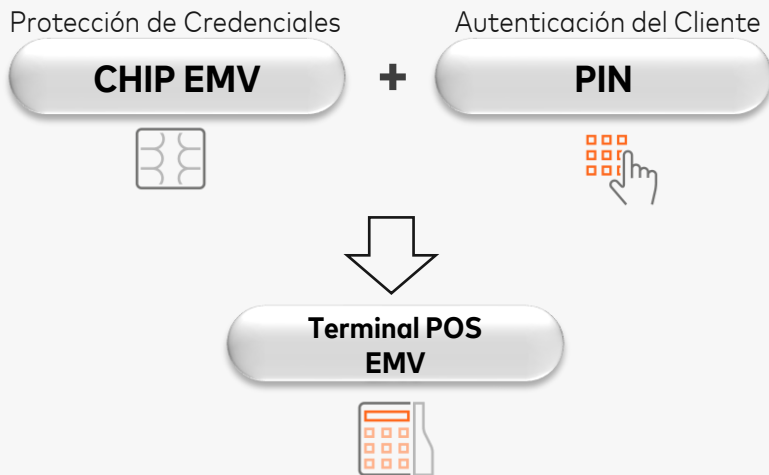 Protección de Credenciales
Autenticación del Cliente
CHIP EMV
+
PIN
Terminal POS
EMV